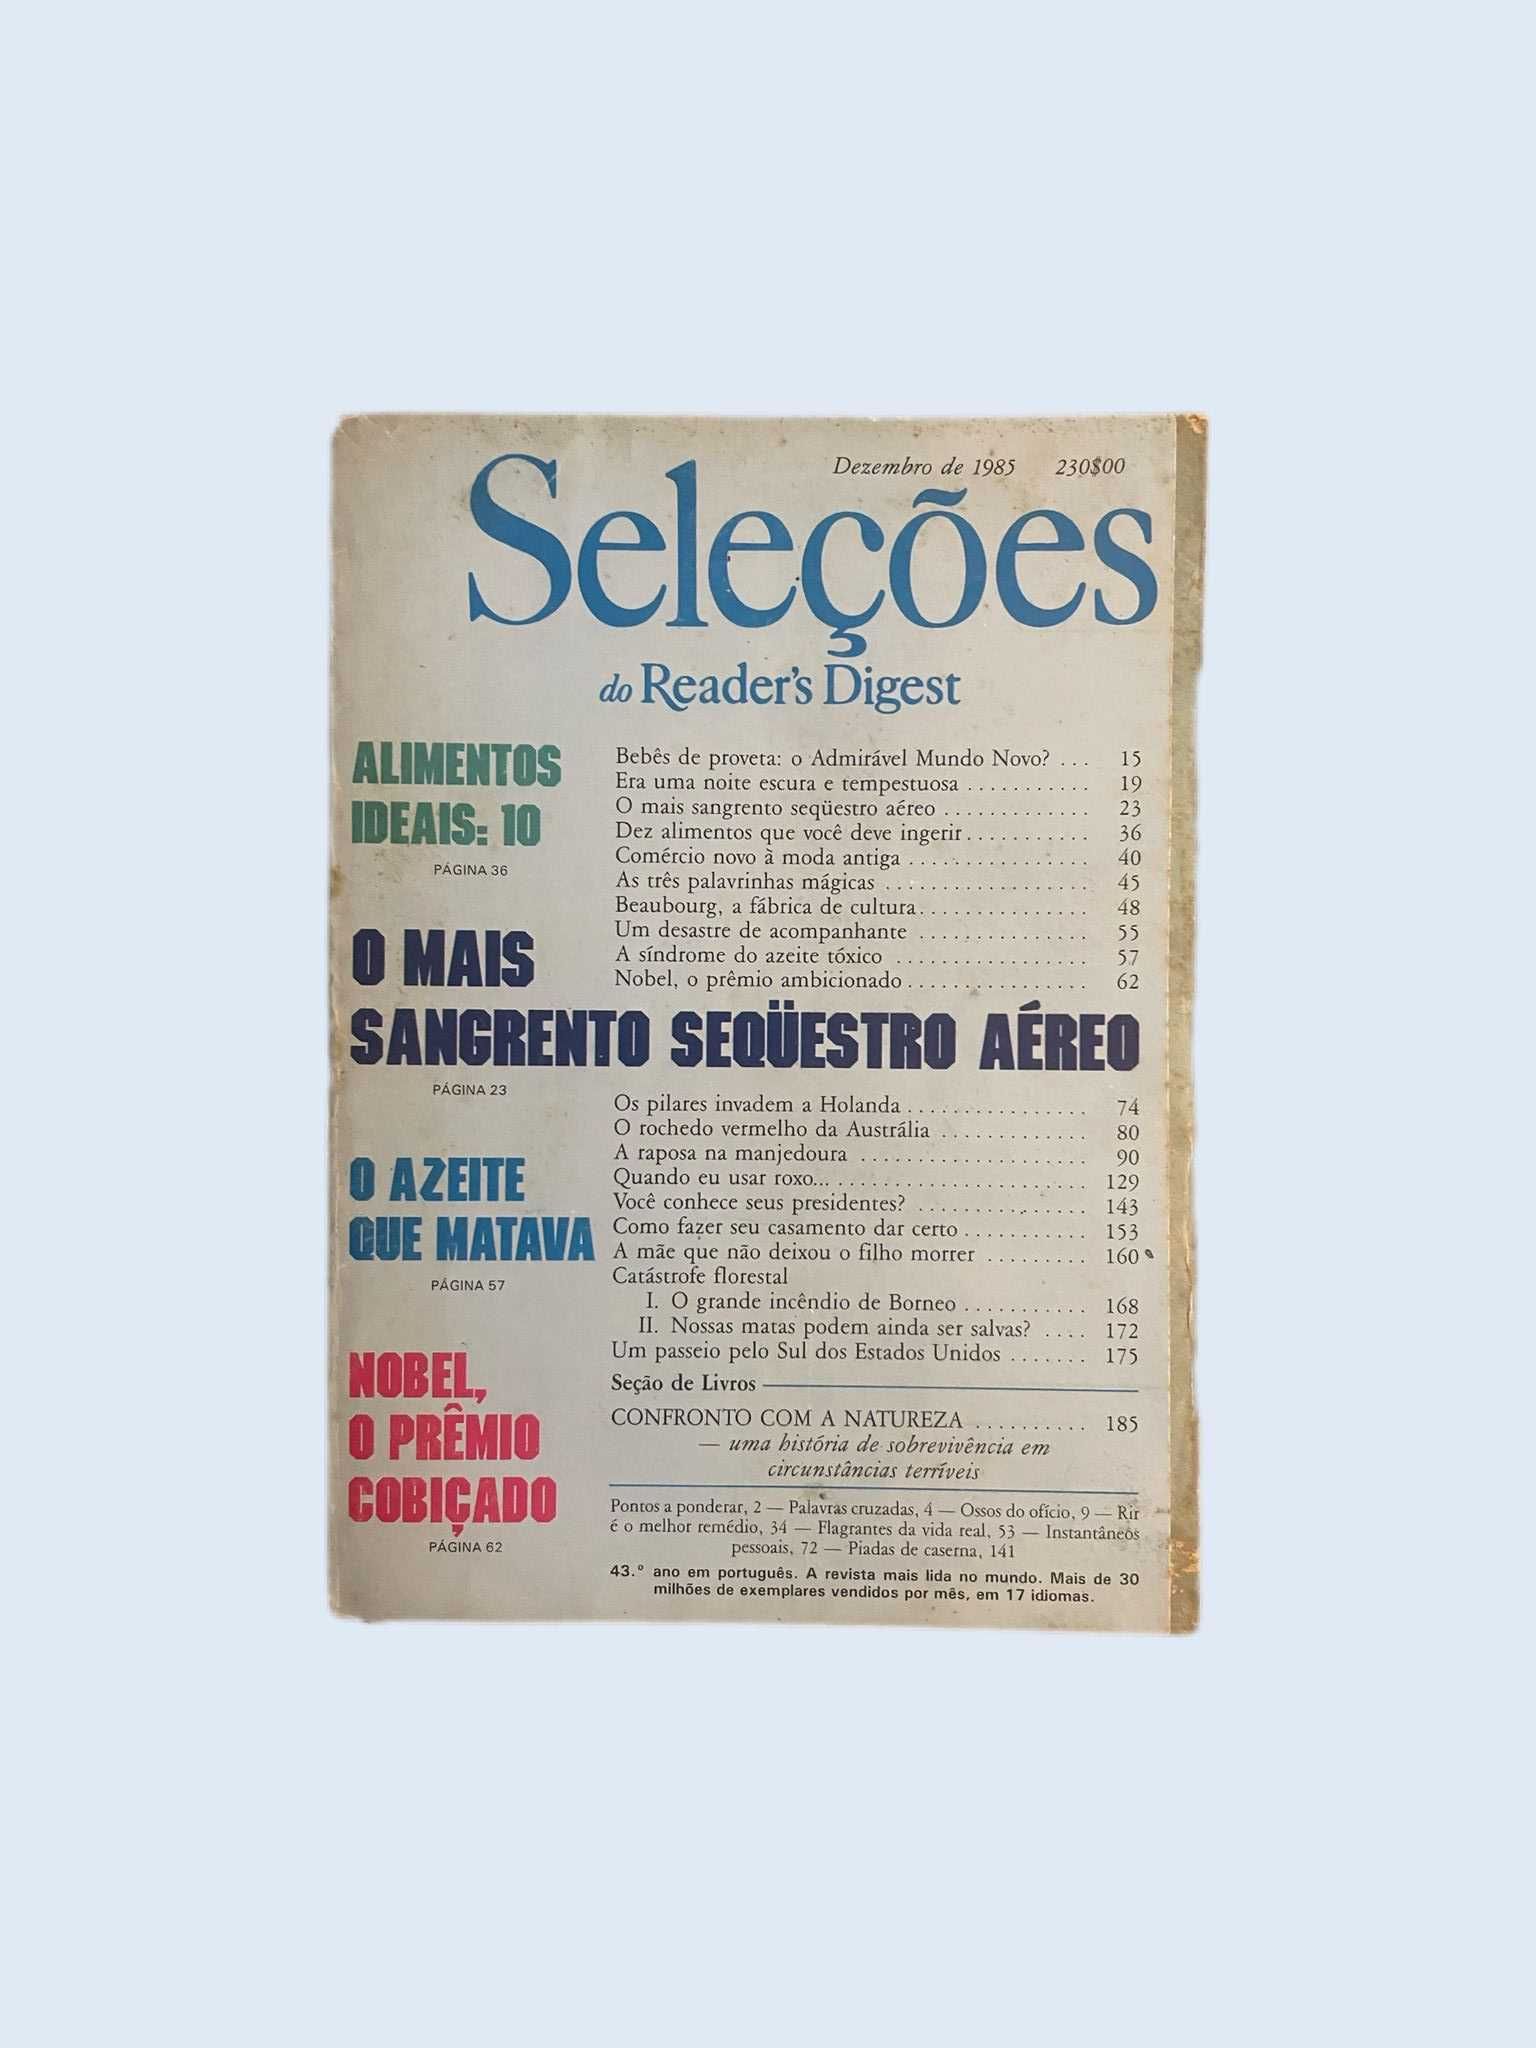 Dezembro de 1985 230$00
Seleções
do Reader's Digest
ALIMENTOS
IDEAIS: 10
PÁGINA 36
Bebês de proveta: o Admirável Mundo Novo? . . . 15
Era uma noite escura e tempestuosa . . . . . . . . . . . 19
O mais sangrento seqüestro aéreo . . . . . . . . . . . . . 23
Dez alimentos que você deve ingerir . . . . . . . . . . . 36
Comércio novo à moda antiga . . . . . . . . . . . . . . . . 40
As três palavrinhas mágicas . . . . . . . . . . . . . . . . . . 45
Beaubourg, a fábrica de cultura . . . . . . . . . . . . . . . 48
Um desastre de acompanhante . . . . . . . . . . . . . . . 55
A síndrome do azeite tóxico . . . . . . . . . . . . . . . . . 57
Nobel, o prêmio ambicionado . . . . . . . . . . . . . . . . 62
O MAIS
SANGRENTO SEQÜESTRO AÉREO
PÁGINA 23
Os pilares invadem a Holanda . . . . . . . . . . . . . . . . 74
O rochedo vermelho da Austrália . . . . . . . . . . . . . 80
A raposa na manjedoura . . . . . . . . . . . . . . . . . . . . 90
Quando eu usar roxo... . . . . . . . . . . . . . . . . . . . . . . 129
Você conhece seus presidentes? . . . . . . . . . . . . . . . 143
Como fazer seu casamento dar certo . . . . . . . . . . . 153
A mãe que não deixou o filho morrer . . . . . . . . . 160
Catástrofe florestal
I. O grande incêndio de Borneo . . . . . . . . . . . 168
II. Nossas matas podem ainda ser salvas? . . . . 172
Um passeio pelo Sul dos Estados Unidos . . . . . . . 175
O AZEITE
QUE MATAVA
PÁGINA 57
NOBEL,
O PRÊMIO
COBIÇADO
PÁGINA 62
Seção de Livros
CONFRONTO COM A NATUREZA . . . . . . . . . . 185
— uma história de sobrevivência em
circunstâncias terríveis
Pontos a ponderar, 2 — Palavras cruzadas, 4 — Ossos do ofício, 9 — Rir
é o melhor remédio, 34 — Flagrantes da vida real, 53 — Instantâneos
pessoais, 72 — Piadas de caserna, 141
43.º ano em português. A revista mais lida no mundo. Mais de 30
milhões de exemplares vendidos por mês, em 17 idiomas.